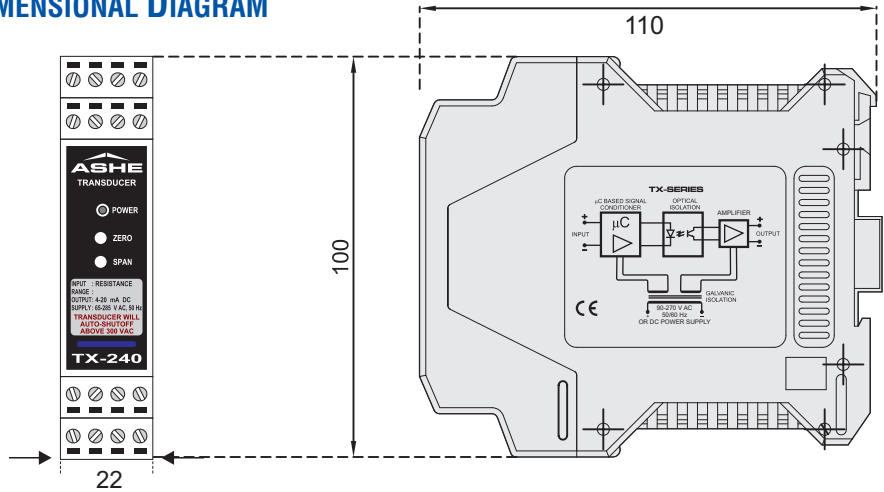 MENSIONAL DIAGRAM
110
100
22
ASHE
TRANSDUCER
POWER
ZERO
SPAN
INPUT : RESISTANCE
RANGE :
OUTPUT: 4-20 mA DC
SUPPLY: 65-285 V AC, 50 Hz
TRANSDUCER WILL
AUTO-SHUTOFF
ABOVE 300 VAC
TX-240
TX-SERIES
µC BASED SIGNAL
CONDITIONER
OPTICAL
ISOLATION
AMPLIFIER
+
INPUT
-
µC
+
OUTPUT
-
GALVANIC
ISOLATION
CE
90-270 V AC
50/60 Hz
+ -
OR DC POWER SUPPLY